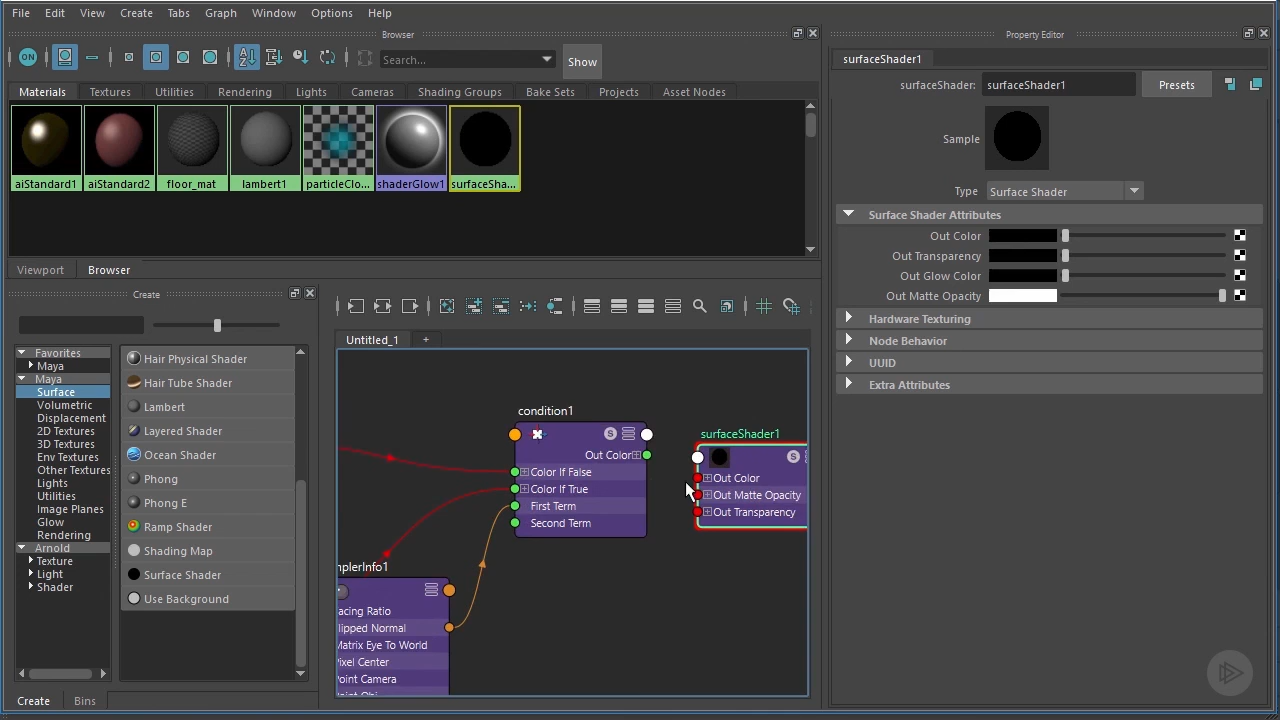 File Edit View Create Tabs Graph Window Options Help
Browser
Property Editor
ON
Search...
Show
surfaceShader1
Materials Textures Utilities Rendering Lights Cameras Shading Groups Bake Sets Projects Asset Nodes
surfaceShader: surfaceShader1 Presets
Sample
aiStandard1 aiStandard2 floor_mat lambert1 particleClo... shaderGlow1 surfaceSha...
Type Surface Shader
Surface Shader Attributes
Out Color
Out Transparency
Out Glow Color
Out Matte Opacity
Hardware Texturing
Node Behavior
UUID
Extra Attributes
Viewport Browser
Create
Untitled_1 +
Favorites
Maya
Maya
Surface
Volumetric
Displacement
2D Textures
3D Textures
Env Textures
Other Textures
Lights
Utilities
Image Planes
Glow
Rendering
Arnold
Texture
Light
Shader
Hair Physical Shader
Hair Tube Shader
Lambert
Layered Shader
Ocean Shader
Phong
Phong E
Ramp Shader
Shading Map
Surface Shader
Use Background
condition1
S
Out Color
Color If False
Color If True
First Term
Second Term
surfaceShader1
S
Out Color
Out Matte Opacity
Out Transparency
mplerInfo1
acing Ratio
lipped Normal
Matrix Eye To World
Pixel Center
Point Camera
Create Bins